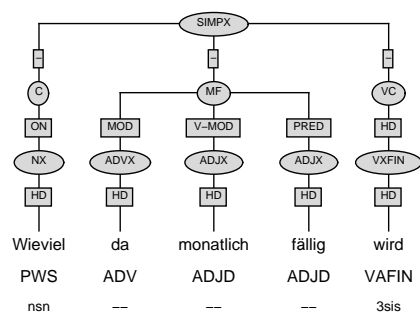 SIMPX
– – –
C MF VC
ON MOD V–MOD PRED HD
NX ADVX ADJX ADJX VXFIN
HD HD HD HD HD
Wieviel da monatlich fällig wird
PWS ADV ADJD ADJD VAFIN
nsn –– –– –– 3sis